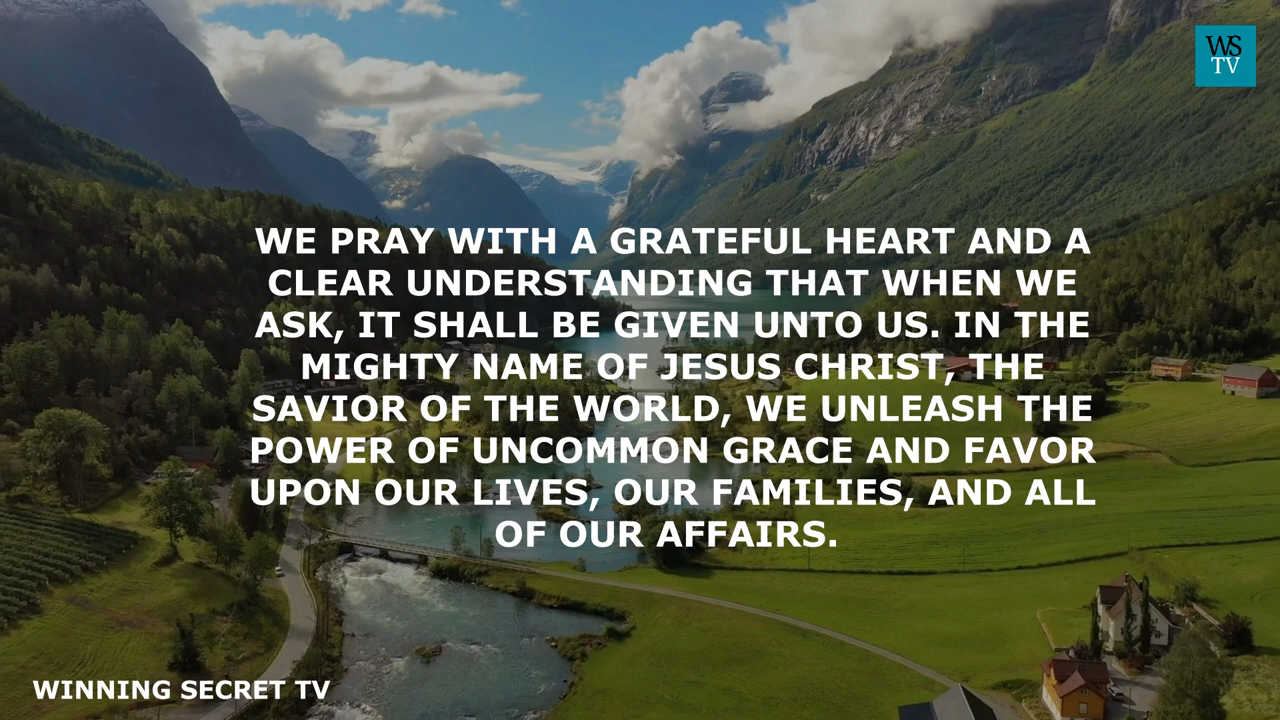 WS
TV
WE PRAY WITH A GRATEFUL HEART AND A
CLEAR UNDERSTANDING THAT WHEN WE
ASK, IT SHALL BE GIVEN UNTO US. IN THE
MIGHTY NAME OF JESUS CHRIST, THE
SAVIOR OF THE WORLD, WE UNLEASH THE
POWER OF UNCOMMON GRACE AND FAVOR
UPON OUR LIVES, OUR FAMILIES, AND ALL
OF OUR AFFAIRS.
WINNING SECRET TV